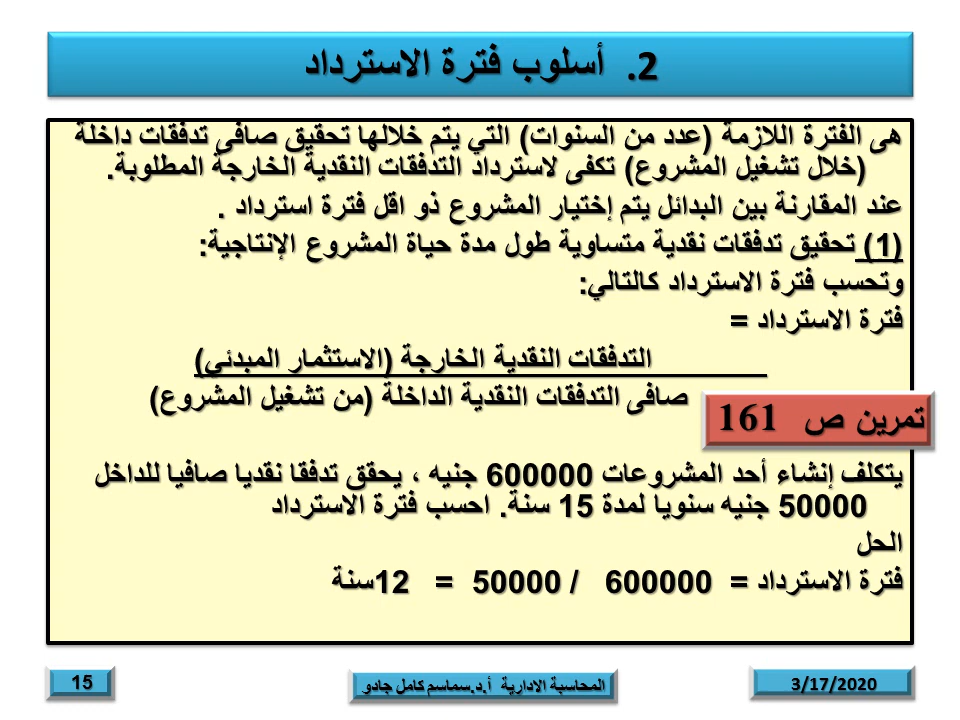 2. أسلوب فترة الاسترداد
هى الفترة اللازمة (عدد من السنوات) التي يتم خلالها تحقيق صافى تدفقات داخلة
(خلال تشغيل المشروع) تكفى لاسترداد التدفقات النقدية الخارجة المطلوبة.
عند المقارنة بين البدائل يتم إختيار المشروع ذو اقل فترة استرداد .
(1) تحقيق تدفقات نقدية متساوية طول مدة حياة المشروع الإنتاجية:
وتحسب فترة الاسترداد كالتالي:
فترة الاسترداد =
التدفقات النقدية الخارجة (الاستثمار المبدئي)
صافى التدفقات النقدية الداخلة (من تشغيل المشروع)
تمرين ص 161
يتكلف إنشاء أحد المشروعات 600000 جنيه ، يحقق تدفقا نقديا صافيا للداخل
50000 جنيه سنويا لمدة 15 سنة. احسب فترة الاسترداد
الحل
فترة الاسترداد = 600000 / 50000 = 12سنة
15
المحاسبة الادارية أ.د.سماسم كامل جادو
3/17/2020